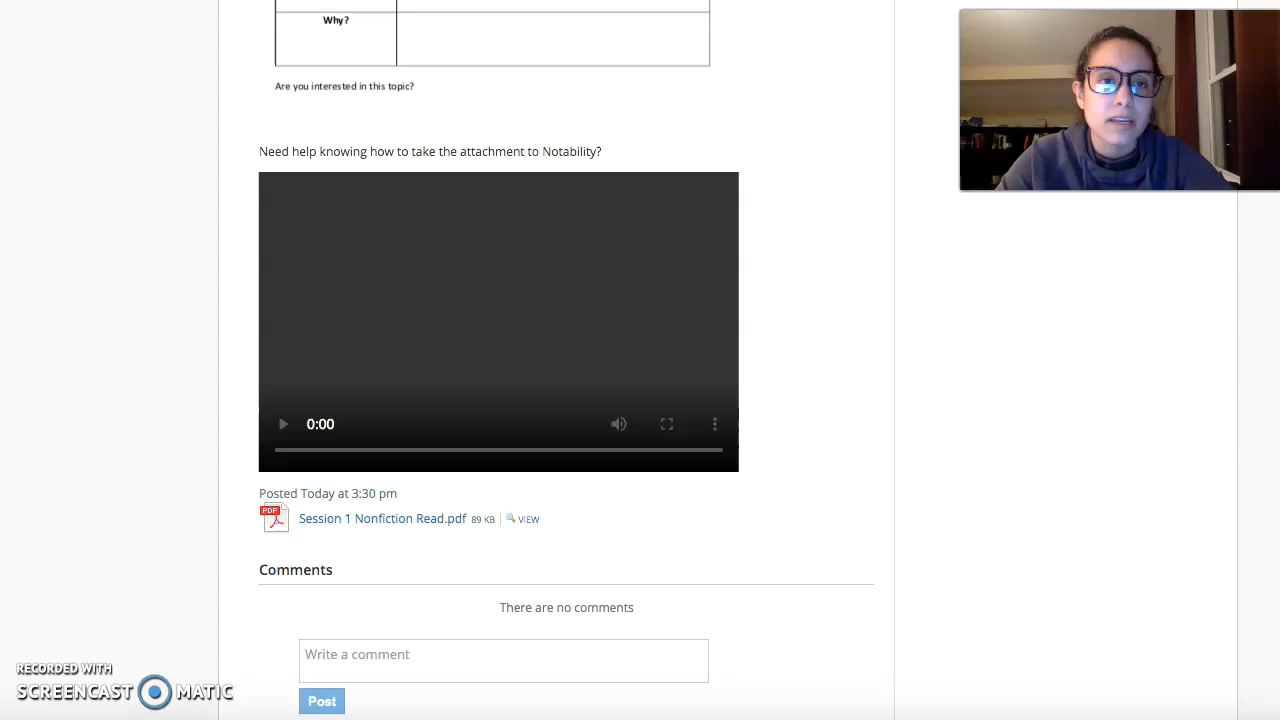 Why?
Are you interested in this topic?
Need help knowing how to take the attachment to Notability?
0:00
Posted Today at 3:30 pm
PDF
Session 1 Nonfiction Read.pdf 89 KB VIEW
Comments
There are no comments
Write a comment
Post
RECORDED WITH
SCREENCAST MATIC